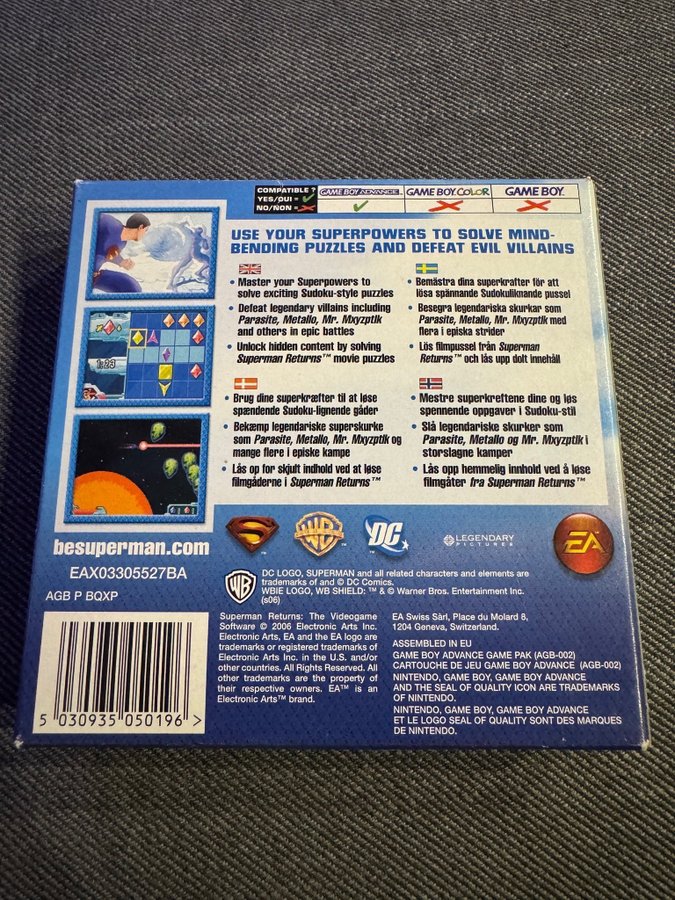 COMPATIBLE ?
YES/OUI =
NO/NON =
GAME BOY ADVANCE
GAME BOY COLOR
GAME BOY
USE YOUR SUPERPOWERS TO SOLVE MIND-
BENDING PUZZLES AND DEFEAT EVIL VILLAINS
• Master your Superpowers to
solve exciting Sudoku-style puzzles
• Defeat legendary villains including
Parasite, Metallo, Mr. Mxyzptlk
and others in epic battles
• Unlock hidden content by solving
Superman Returns™ movie puzzles
• Bemästra dina superkrafter för att
lösa spännande Sudokuliknande pussel
• Besegra legendariska skurkar som
Parasite, Metallo, Mr. Mxyzptlk med
flera i episka strider
• Lös filmpussel från Superman
Returns™ och lås upp dolt innehåll
• Brug dine superkræfter til at løse
spændende Sudoku-lignende gåder
• Bekæmp legendariske superskurke
som Parasite, Metallo, Mr. Mxyzptlk og
mange flere i episke kampe
• Lås op for skjult indhold ved at løse
filmgåderne i Superman Returns™
• Mestre superkreftene dine og løs
spennende oppgaver i Sudoku-stil
• Slå legendariske skurker som
Parasite, Metallo og Mr. Mxyzptlk i
storslagne kamper
• Lås opp hemmelig innhold ved å løse
filmgåter fra Superman Returns™
1:23
besuperman.com
EAX03305527BA
AGB P BQXP
S
WB
DC
LEGENDARY
PICTURES
EA
WB
DC LOGO, SUPERMAN and all related characters and elements are
trademarks of and © DC Comics.
WBIE LOGO, WB SHIELD: ™ & © Warner Bros. Entertainment Inc.
(s06)
Superman Returns: The Videogame
Software © 2006 Electronic Arts Inc.
Electronic Arts, EA and the EA logo are
trademarks or registered trademarks of
Electronic Arts Inc. in the U.S. and/or
other countries. All Rights Reserved. All
other trademarks are the property of
their respective owners. EA™ is an
Electronic Arts™ brand.
EA Swiss Sàrl, Place du Molard 8,
1204 Geneva, Switzerland.
ASSEMBLED IN EU
GAME BOY ADVANCE GAME PAK (AGB-002)
CARTOUCHE DE JEU GAME BOY ADVANCE (AGB-002)
NINTENDO, GAME BOY, GAME BOY ADVANCE
AND THE SEAL OF QUALITY ICON ARE TRADEMARKS
OF NINTENDO.
NINTENDO, GAME BOY, GAME BOY ADVANCE
ET LE LOGO SEAL OF QUALITY SONT DES MARQUES
DE NINTENDO.
5 030935 050196 >